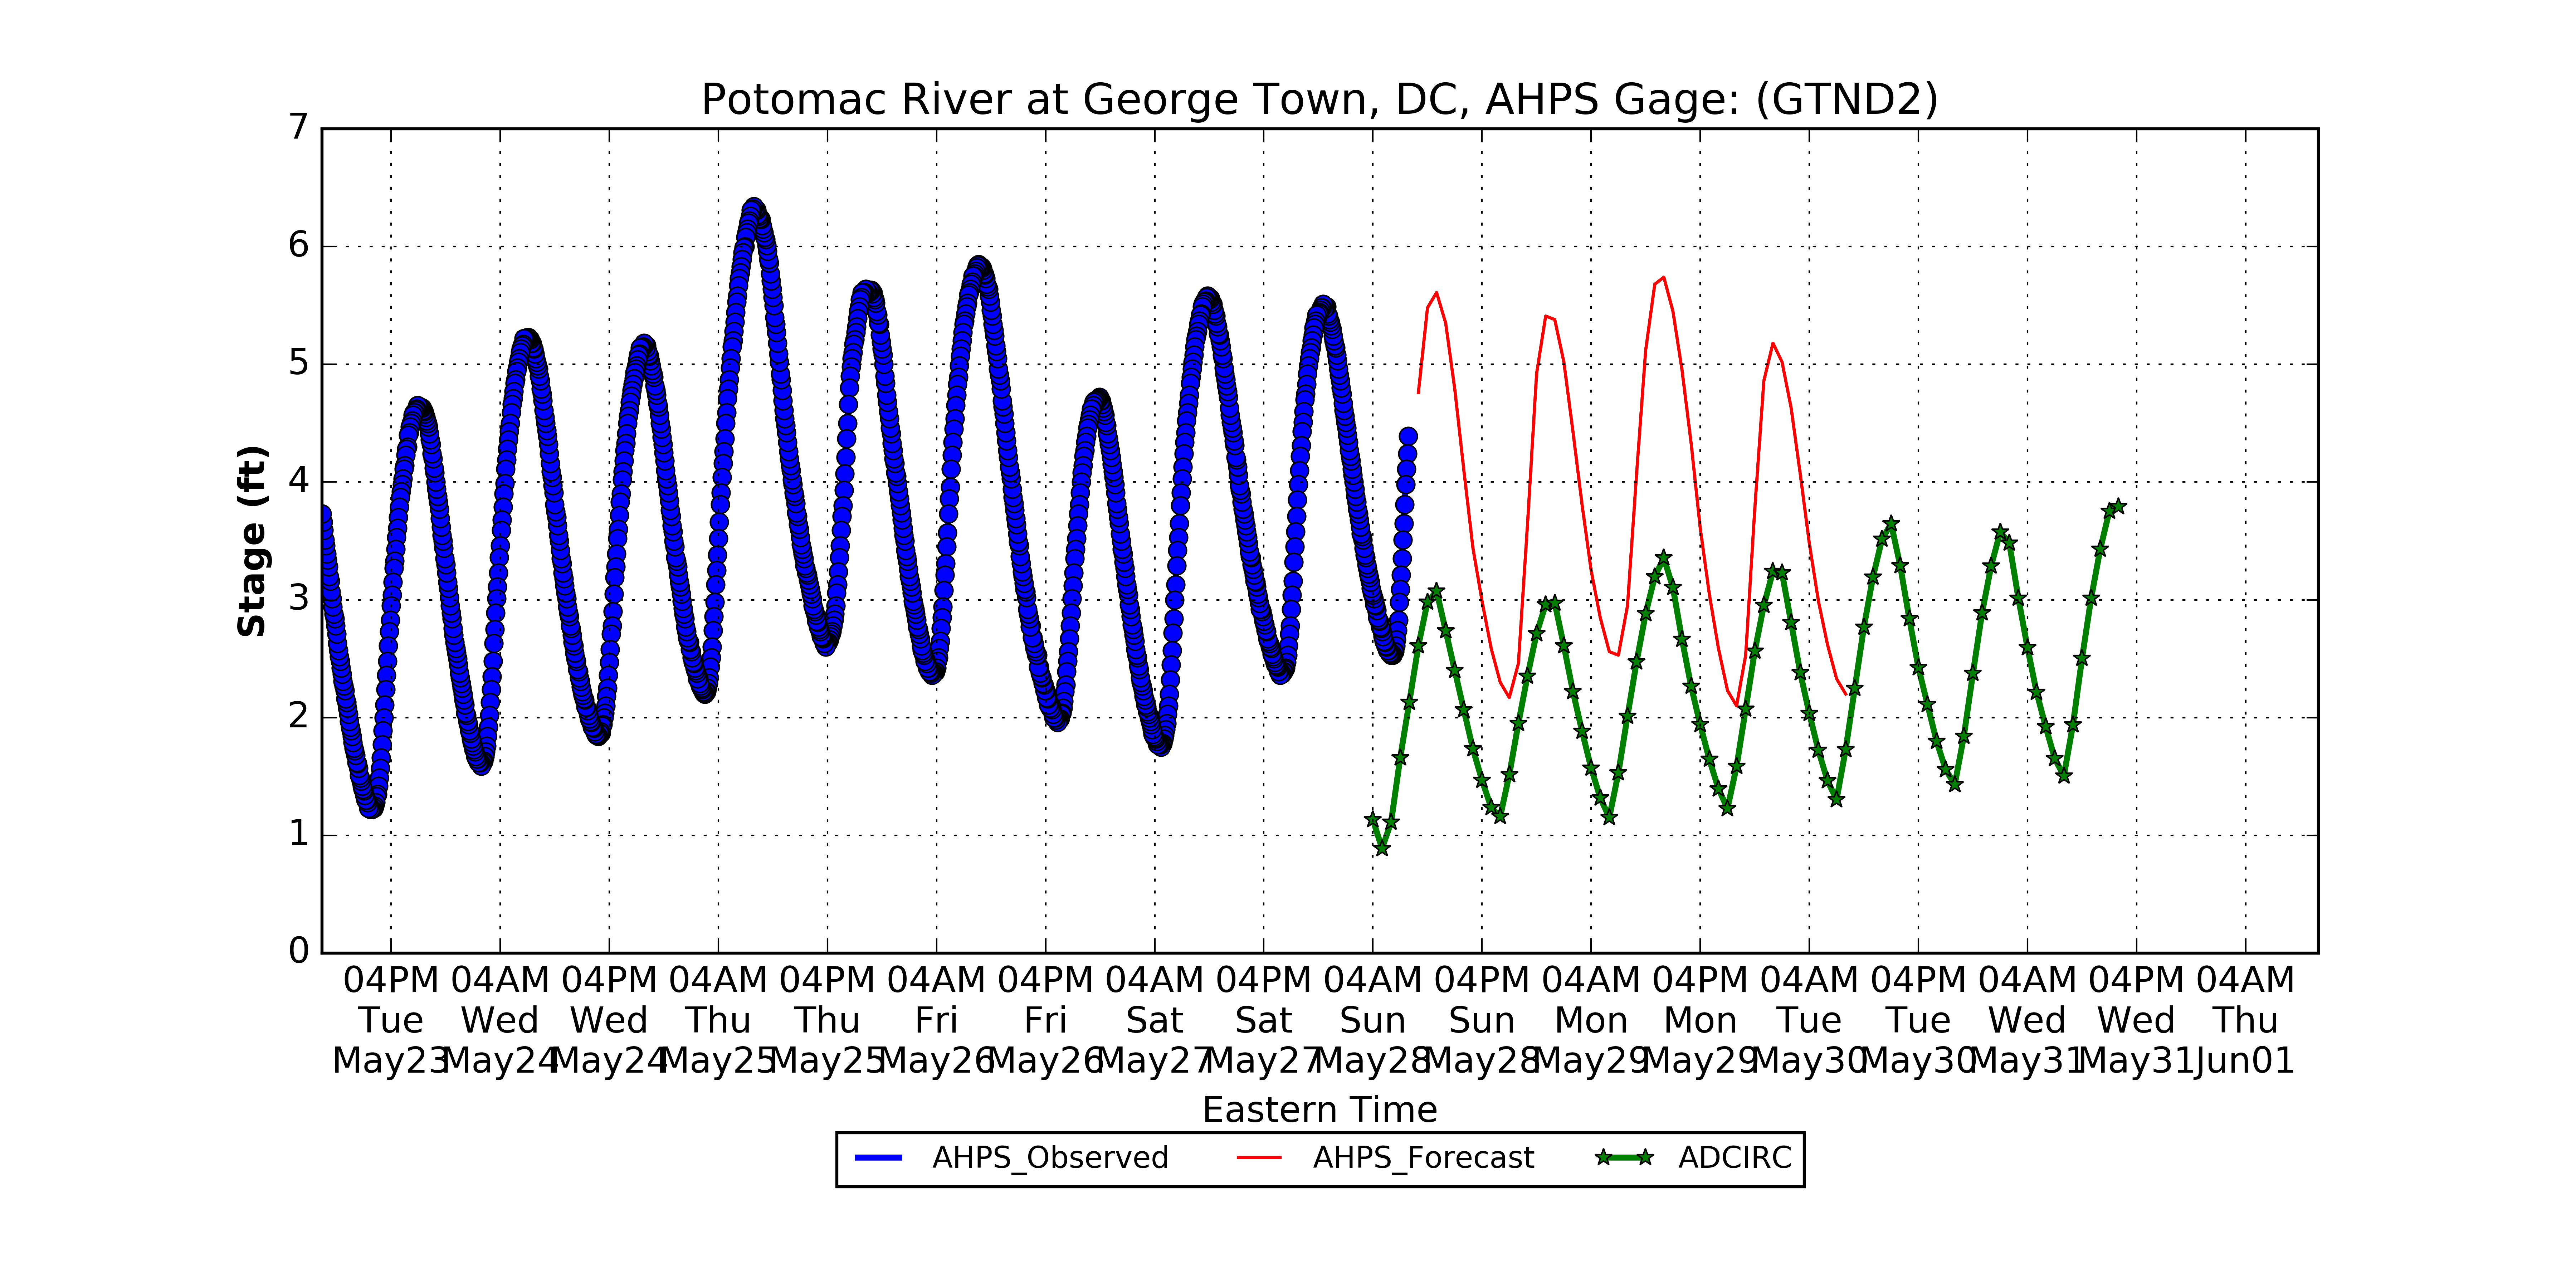 Potomac River at George Town, DC, AHPS Gage: (GTND2)
7
6
5
4
3
2
1
0
Stage (ft)
04PM 04AM 04PM 04AM 04PM 04AM 04PM 04AM 04PM 04AM 04PM 04AM 04PM 04AM 04PM 04AM 04PM 04AM
Tue Wed Wed Thu Thu Fri Fri Sat Sat Sun Sun Mon Mon Tue Tue Wed Wed Thu
May23 May24 May24 May25 May25 May26 May26 May27 May27 May28 May28 May29 May29 May30 May30 May31 May31 Jun01
Eastern Time
AHPS_Observed AHPS_Forecast ADCIRC